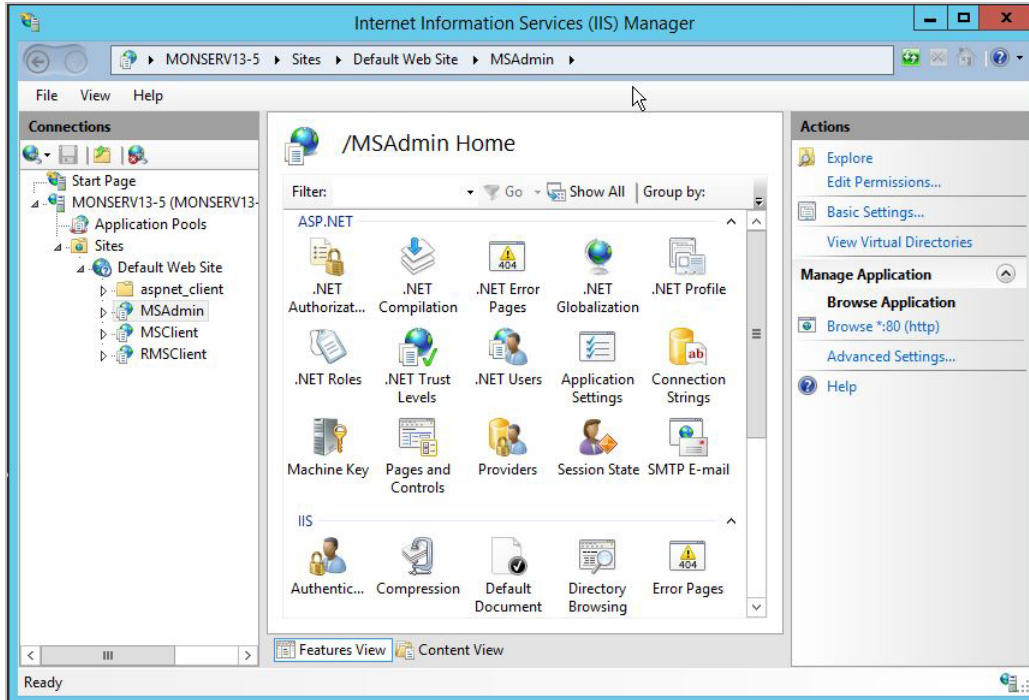 Internet Information Services (IIS) Manager
MONSERV13-5 Sites Default Web Site MSAdmin
File View Help
Connections
Start Page
MONSERV13-5 (MONSERV13-
Application Pools
Sites
Default Web Site
aspnet_client
MSAdmin
MSClient
RMSClient
/MSAdmin Home
Filter: Go Show All Group by:
ASP.NET
404
.NET Authorizat...
.NET Compilation
.NET Error Pages
.NET Globalization
.NET Profile
ab
.NET Roles
.NET Trust Levels
.NET Users
Application Settings
Connection Strings
Machine Key
Pages and Controls
Providers
Session State
SMTP E-mail
IIS
404
Authentic...
Compression
Default Document
Directory Browsing
Error Pages
Features View Content View
Actions
Explore
Edit Permissions...
Basic Settings...
View Virtual Directories
Manage Application
Browse Application
Browse *:80 (http)
Advanced Settings...
Help
Ready